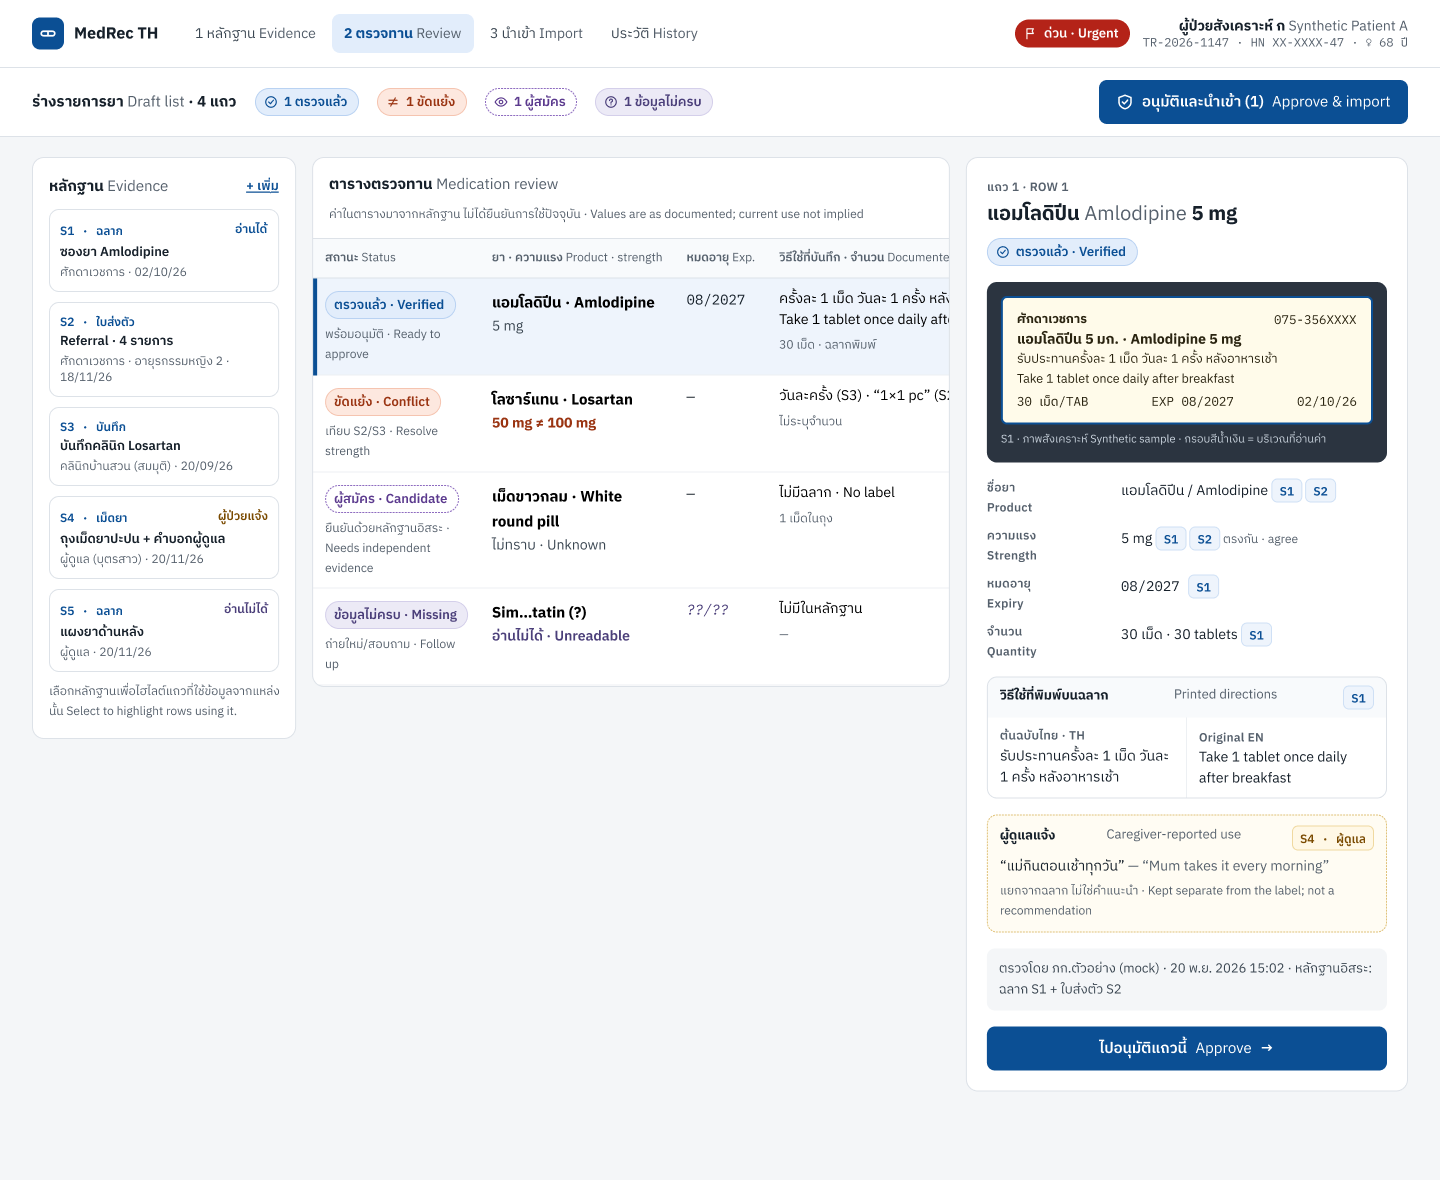 MedRec TH
1 หลักฐาน Evidence
2 ตรวจทาน Review
3 นำเข้า Import
ประวัติ History
ด่วน · Urgent
ผู้ป่วยสังเคราะห์ ก Synthetic Patient A
TR-2026-1147 · HN XX-XXXX-47 · ♀ 68 ปี
ร่างรายการยา Draft list · 4 แถว
1 ตรวจแล้ว
≠ 1 ขัดแย้ง
1 ผู้สมัคร
1 ข้อมูลไม่ครบ
อนุมัติและนำเข้า (1) Approve & import
หลักฐาน Evidence
+ เพิ่ม
S1 · ฉลาก
อ่านได้
ซองยา Amlodipine
ศักดาเวชการ · 02/10/26
S2 · ใบส่งตัว
Referral · 4 รายการ
ศักดาเวชการ · อายุรกรรมหญิง 2 ·
18/11/26
S3 · บันทึก
บันทึกคลินิก Losartan
คลินิกบ้านสวน (สมมุติ) · 20/09/26
S4 · เม็ดยา
ผู้ป่วยแจ้ง
ถุงเม็ดยาปะปน + คำบอกผู้ดูแล
ผู้ดูแล (บุตรสาว) · 20/11/26
S5 · ฉลาก
อ่านไม่ได้
แผงยาด้านหลัง
ผู้ดูแล · 20/11/26
เลือกหลักฐานเพื่อไฮไลต์แถวที่ใช้ข้อมูลจากแหล่ง
นั้น Select to highlight rows using it.
ตารางตรวจทาน Medication review
ค่าในตารางมาจากหลักฐาน ไม่ได้ยืนยันการใช้ปัจจุบัน · Values are as documented; current use not implied
สถานะ Status
ยา · ความแรง Product · strength
หมดอายุ Exp.
วิธีใช้ที่บันทึก · จำนวน Documente
ตรวจแล้ว · Verified
พร้อมอนุมัติ · Ready to
approve
แอมโลดิปีน · Amlodipine
5 mg
08/2027
ครั้งละ 1 เม็ด วันละ 1 ครั้ง หลัง
Take 1 tablet once daily afte
30 เม็ด · ฉลากพิมพ์
ขัดแย้ง · Conflict
เทียบ S2/S3 · Resolve
strength
โลซาร์แทน · Losartan
50 mg ≠ 100 mg
—
วันละครั้ง (S3) · “1×1 pc” (S2
ไม่ระบุจำนวน
ผู้สมัคร · Candidate
ยืนยันด้วยหลักฐานอิสระ ·
Needs independent
evidence
เม็ดขาวกลม · White
round pill
ไม่ทราบ · Unknown
—
ไม่มีฉลาก · No label
1 เม็ดในถุง
ข้อมูลไม่ครบ · Missing
ถ่ายใหม่/สอบถาม · Follow
up
Sim…tatin (?)
อ่านไม่ได้ · Unreadable
??/??
ไม่มีในหลักฐาน
—
แถว 1 · ROW 1
แอมโลดิปีน Amlodipine 5 mg
ตรวจแล้ว · Verified
ศักดาเวชการ
075-356XXXX
แอมโลดิปีน 5 มก. · Amlodipine 5 mg
รับประทานครั้งละ 1 เม็ด วันละ 1 ครั้ง หลังอาหารเช้า
Take 1 tablet once daily after breakfast
30 เม็ด/TAB
EXP 08/2027
02/10/26
S1 · ภาพสังเคราะห์ Synthetic sample · กรอบสีน้ำเงิน = บริเวณที่อ่านค่า
ชื่อยา
Product
แอมโลดิปีน / Amlodipine S1 S2
ความแรง
Strength
5 mg S1 S2 ตรงกัน · agree
หมดอายุ
Expiry
08/2027 S1
จำนวน
Quantity
30 เม็ด · 30 tablets S1
วิธีใช้ที่พิมพ์บนฉลาก
Printed directions
S1
ต้นฉบับไทย · TH
รับประทานครั้งละ 1 เม็ด วันละ
1 ครั้ง หลังอาหารเช้า
Original EN
Take 1 tablet once daily
after breakfast
ผู้ดูแลแจ้ง
Caregiver-reported use
S4 · ผู้ดูแล
“แม่กินตอนเช้าทุกวัน” — “Mum takes it every morning”
แยกจากฉลาก ไม่ใช่คำแนะนำ · Kept separate from the label; not a
recommendation
ตรวจโดย ภก.ตัวอย่าง (mock) · 20 พ.ย. 2026 15:02 · หลักฐานอิสระ:
ฉลาก S1 + ใบส่งตัว S2
ไปอนุมัติแถวนี้ Approve →